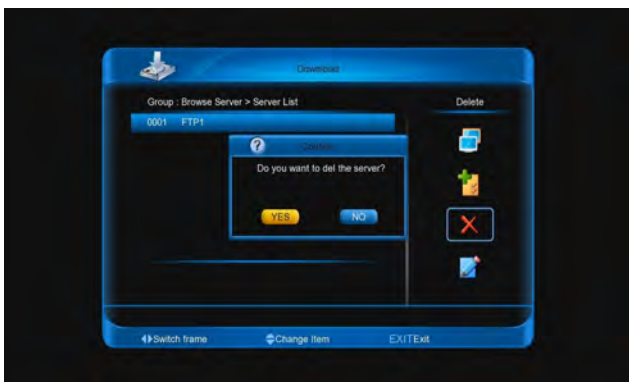 Download
Group : Browse Server > Server List
Delete
0001 FTP1
Confirm
Do you want to del the server?
YES
NO
Switch frame
Change Item
EXITExit